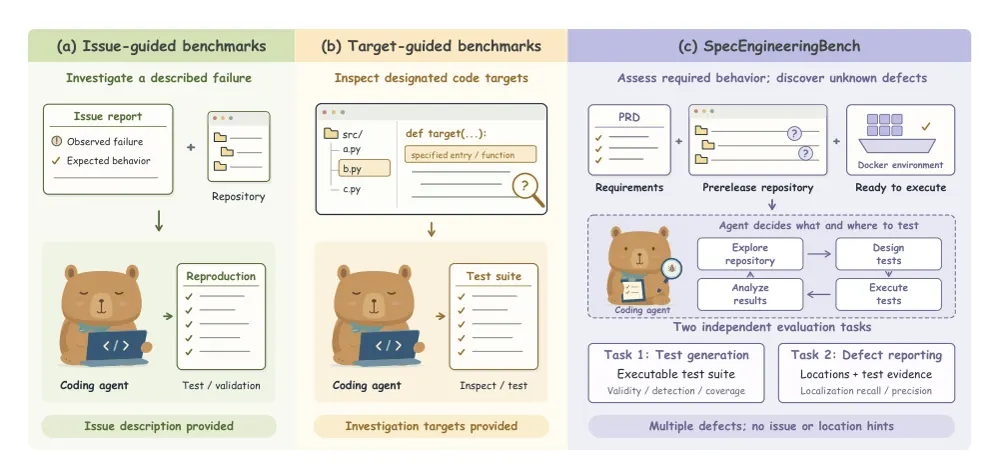 (a) Issue-guided benchmarks
Investigate a described failure
Issue report
! Observed failure
✓ Expected behavior
+
Repository
Reproduction
</>
Coding agent
Test / validation
Issue description provided
(b) Target-guided benchmarks
Inspect designated code targets
src/
a.py
b.py
c.py
def target(...):
specified entry / function
?
Test suite
</>
Coding agent
Inspect / test
Investigation targets provided
(c) SpecEngineeringBench
Assess required behavior; discover unknown defects
PRD
+
?
?
+
Docker environment
Requirements
Prerelease repository
Ready to execute
Agent decides what and where to test
Explore
repository
Design
tests
Analyze
results
Execute
tests
Coding agent
Two independent evaluation tasks
Task 1: Test generation
Executable test suite
Validity / detection / coverage
Task 2: Defect reporting
Locations + test evidence
Localization recall / precision
Multiple defects; no issue or location hints